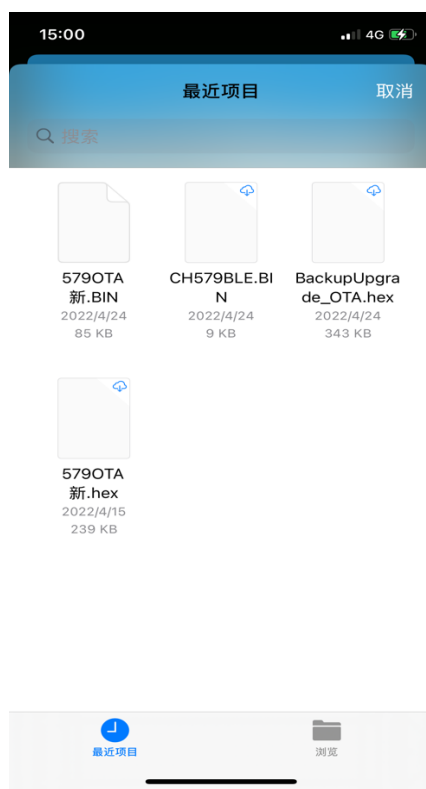 15:00
4G
最近项目
取消
搜索
579OTA
新.BIN
2022/4/24
85 KB
CH579BLE.BI
N
2022/4/24
9 KB
BackupUpgra
de_OTA.hex
2022/4/24
343 KB
579OTA
新.hex
2022/4/15
239 KB
最近项目
浏览